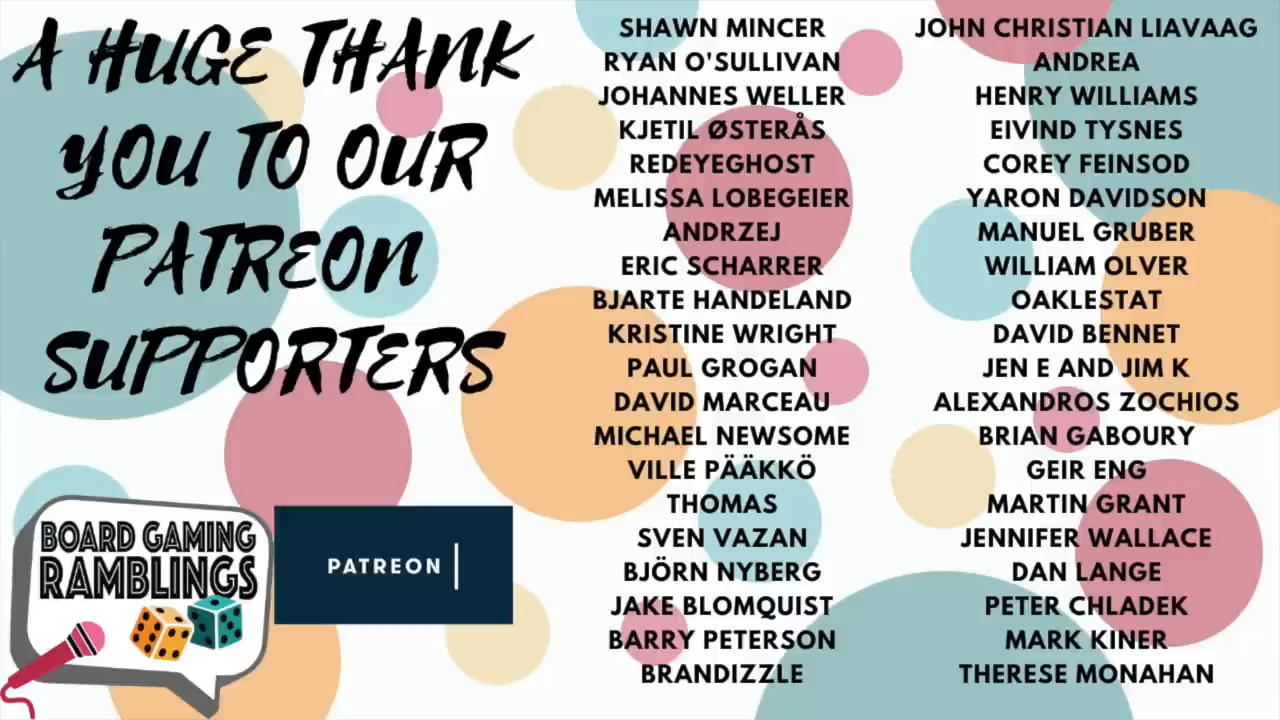 A HUGE THANK
YOU TO OUR
PATREON
SUPPORTERS
BOARD GAMING
RAMBLINGS
PATREON
SHAWN MINCER
RYAN O'SULLIVAN
JOHANNES WELLER
KJETIL ØSTERÅS
REDEYEGHOST
MELISSA LOBEGEIER
ANDRZEJ
ERIC SCHARRER
BJARTE HANDELAND
KRISTINE WRIGHT
PAUL GROGAN
DAVID MARCEAU
MICHAEL NEWSOME
VILLE PÄÄKKÖ
THOMAS
SVEN VAZAN
BJÖRN NYBERG
JAKE BLOMQUIST
BARRY PETERSON
BRANDIZZLE
JOHN CHRISTIAN LIAVAAG
ANDREA
HENRY WILLIAMS
EIVIND TYSNES
COREY FEINSOD
YARON DAVIDSON
MANUEL GRUBER
WILLIAM OLVER
OAKLESTAT
DAVID BENNET
JEN E AND JIM K
ALEXANDROS ZOCHIOS
BRIAN GABOURY
GEIR ENG
MARTIN GRANT
JENNIFER WALLACE
DAN LANGE
PETER CHLADEK
MARK KINER
THERESE MONAHAN